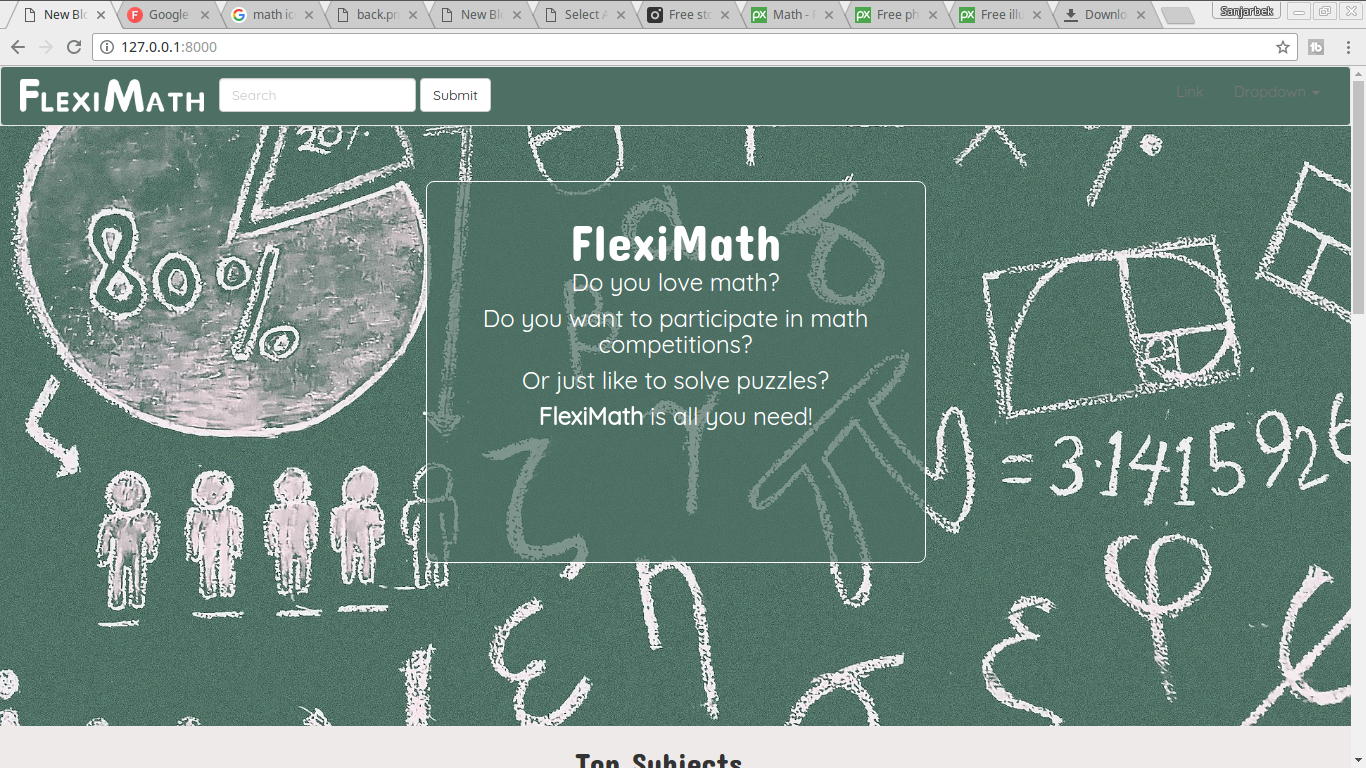 New Blo
Google
math ic
back.pn
New Blo
Select A
Free sto
Math - F
Free ph
Free illu
Downlo
Sanjarbek
127.0.0.1:8000
FlexiMath
Search
Submit
Link
Dropdown
20%
80%
FlexiMath
Do you love math?
Do you want to participate in math
competitions?
Or just like to solve puzzles?
FlexiMath is all you need!
α
β
γ
ζ
π
= 3.1415926
ε
η
σ
ξ
φ
Top Subjects